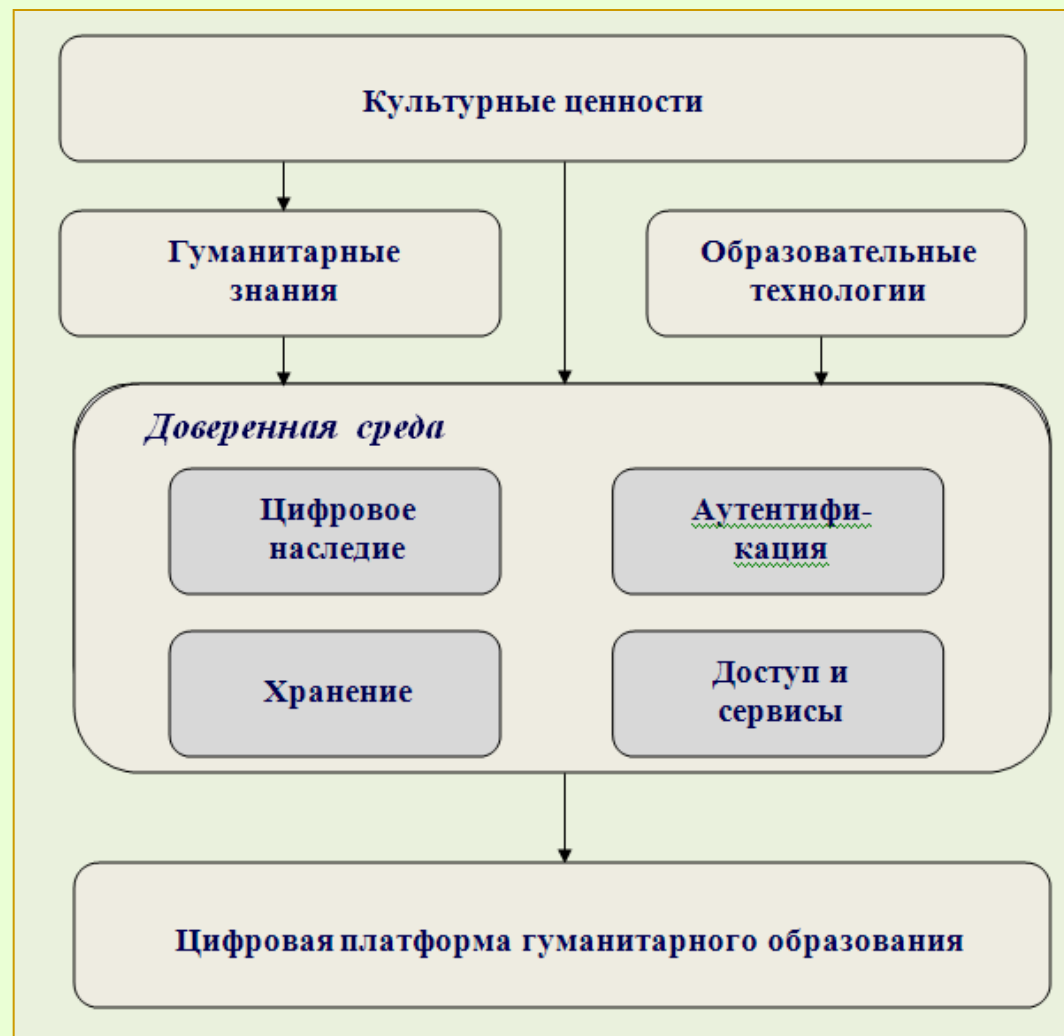 Культурные ценности
Гуманитарные
знания
Образовательные
технологии
Доверенная среда
Цифровое
наследие
Аутентифи-
кация
Хранение
Доступ и
сервисы
Цифровая платформа гуманитарного образования